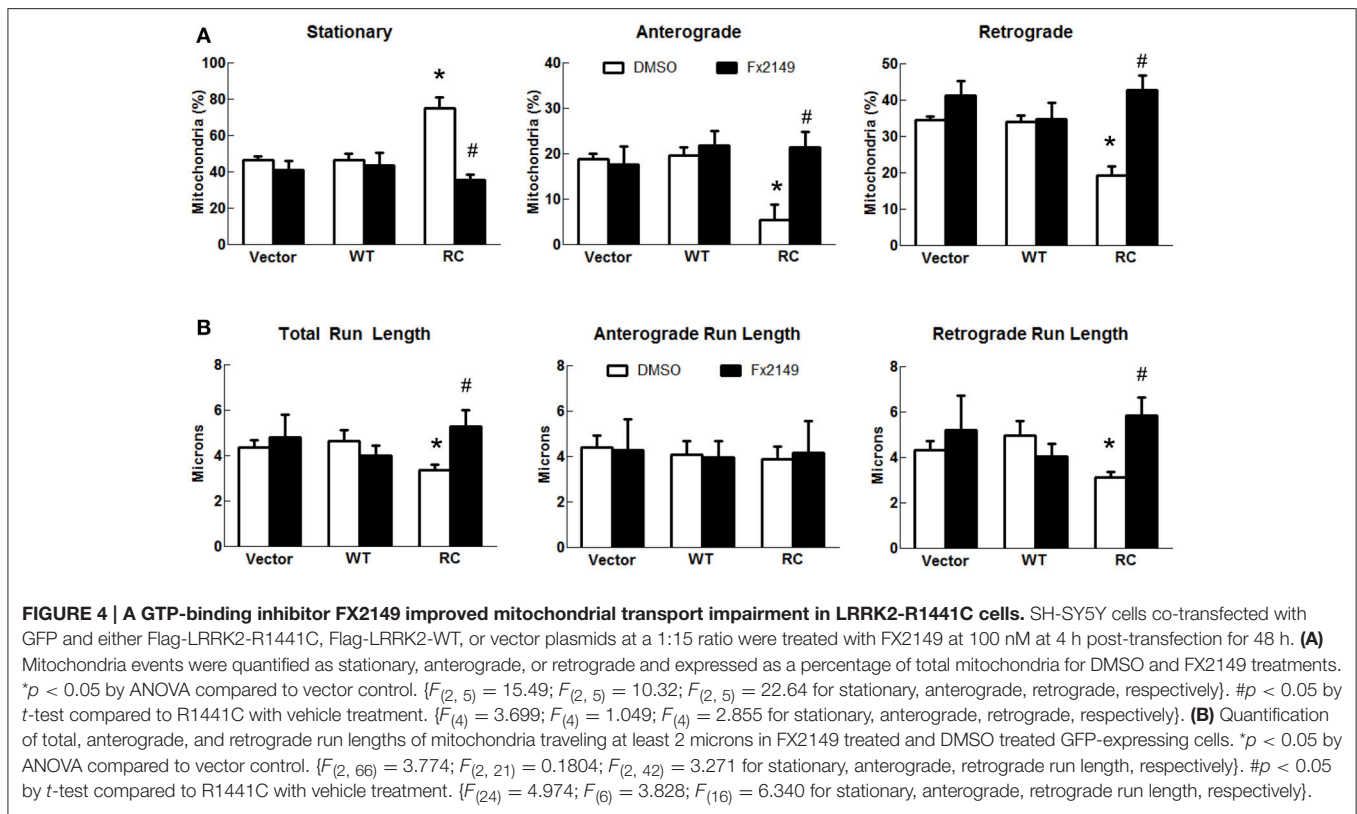 A
Stationary
Mitochondria (%)
100
80
60
40
20
0
*
#
Vector WT RC
Anterograde
DMSO Fx2149
Mitochondria (%)
40
30
20
10
0
*
#
Vector WT RC
Retrograde
Mitochondria (%)
50
40
30
20
10
0
*
#
Vector WT RC
B
Total Run Length
Microns
8
6
4
2
0
*
#
Vector WT RC
Anterograde Run Length
DMSO Fx2149
Microns
8
6
4
2
0
Vector WT RC
Retrograde Run Length
Microns
8
6
4
2
0
*
#
Vector WT RC
FIGURE 4 | A GTP-binding inhibitor FX2149 improved mitochondrial transport impairment in LRRK2-R1441C cells. SH-SY5Y cells co-transfected with
GFP and either Flag-LRRK2-R1441C, Flag-LRRK2-WT, or vector plasmids at a 1:15 ratio were treated with FX2149 at 100 nM at 4 h post-transfection for 48 h. (A)
Mitochondria events were quantified as stationary, anterograde, or retrograde and expressed as a percentage of total mitochondria for DMSO and FX2149 treatments.
*p < 0.05 by ANOVA compared to vector control. {F(2, 5) = 15.49; F(2, 5) = 10.32; F(2, 5) = 22.64 for stationary, anterograde, retrograde, respectively}. #p < 0.05 by
t-test compared to R1441C with vehicle treatment. {F(4) = 3.699; F(4) = 1.049; F(4) = 2.855 for stationary, anterograde, retrograde, respectively}. (B) Quantification
of total, anterograde, and retrograde run lengths of mitochondria traveling at least 2 microns in FX2149 treated and DMSO treated GFP-expressing cells. *p < 0.05 by
ANOVA compared to vector control. {F(2, 66) = 3.774; F(2, 21) = 0.1804; F(2, 42) = 3.271 for stationary, anterograde, retrograde run length, respectively}. #p < 0.05
by t-test compared to R1441C with vehicle treatment. {F(24) = 4.974; F(6) = 3.828; F(16) = 6.340 for stationary, anterograde, retrograde run length, respectively}.